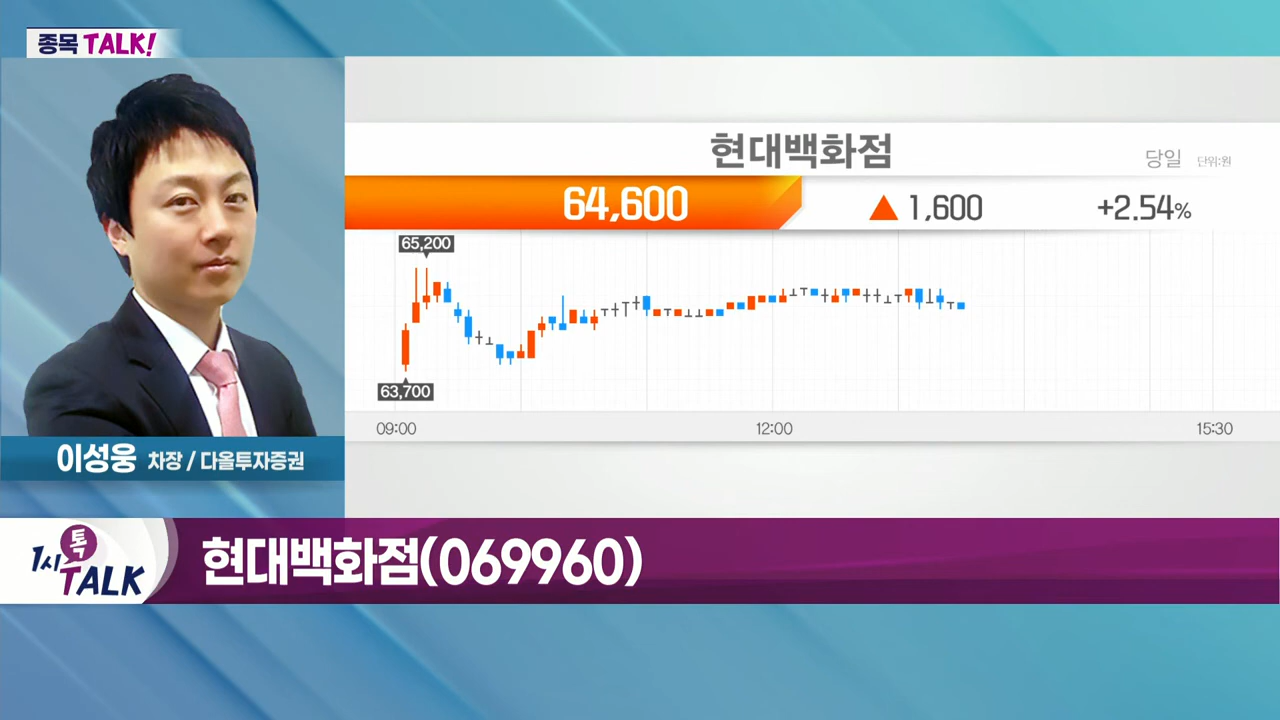 종목 TALK!
현대백화점
당일 단위:원
64,600 ▲ 1,600 +2.54%
65,200
63,700
09:00 12:00 15:30
이성웅 차장 / 다올투자증권
1시 톡 TALK
현대백화점(069960)